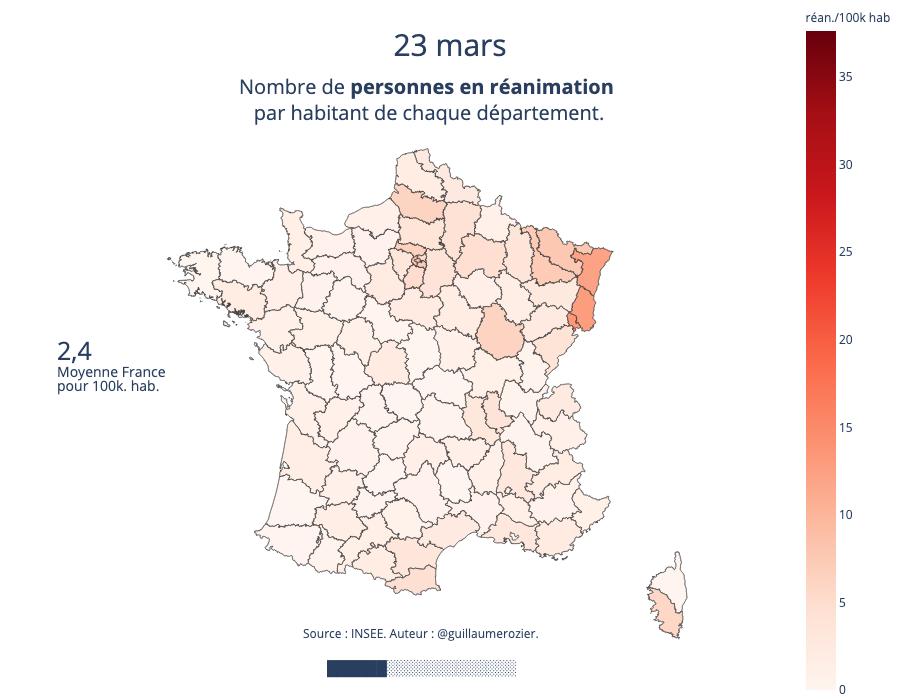 réan./100k hab
23 mars
Nombre de personnes en réanimation
par habitant de chaque département.
35
30
25
20
15
10
5
0
2,4
Moyenne France
pour 100k. hab.
Source : INSEE. Auteur : @guillaumerozier.